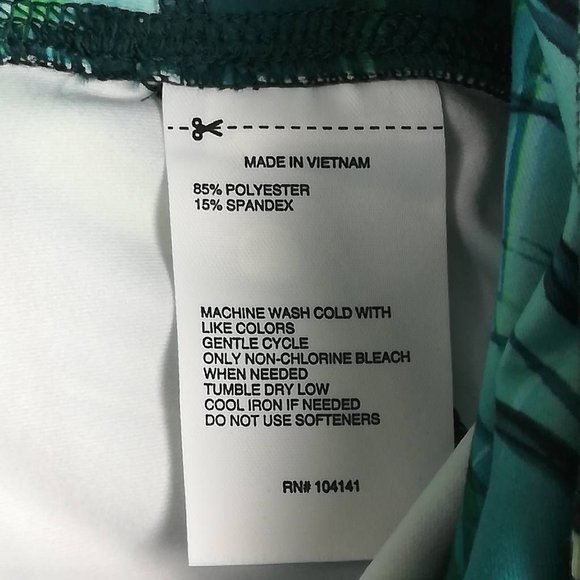 MADE IN VIETNAM
85% POLYESTER
15% SPANDEX
MACHINE WASH COLD WITH
LIKE COLORS
GENTLE CYCLE
ONLY NON-CHLORINE BLEACH
WHEN NEEDED
TUMBLE DRY LOW
COOL IRON IF NEEDED
DO NOT USE SOFTENERS
RN# 104141